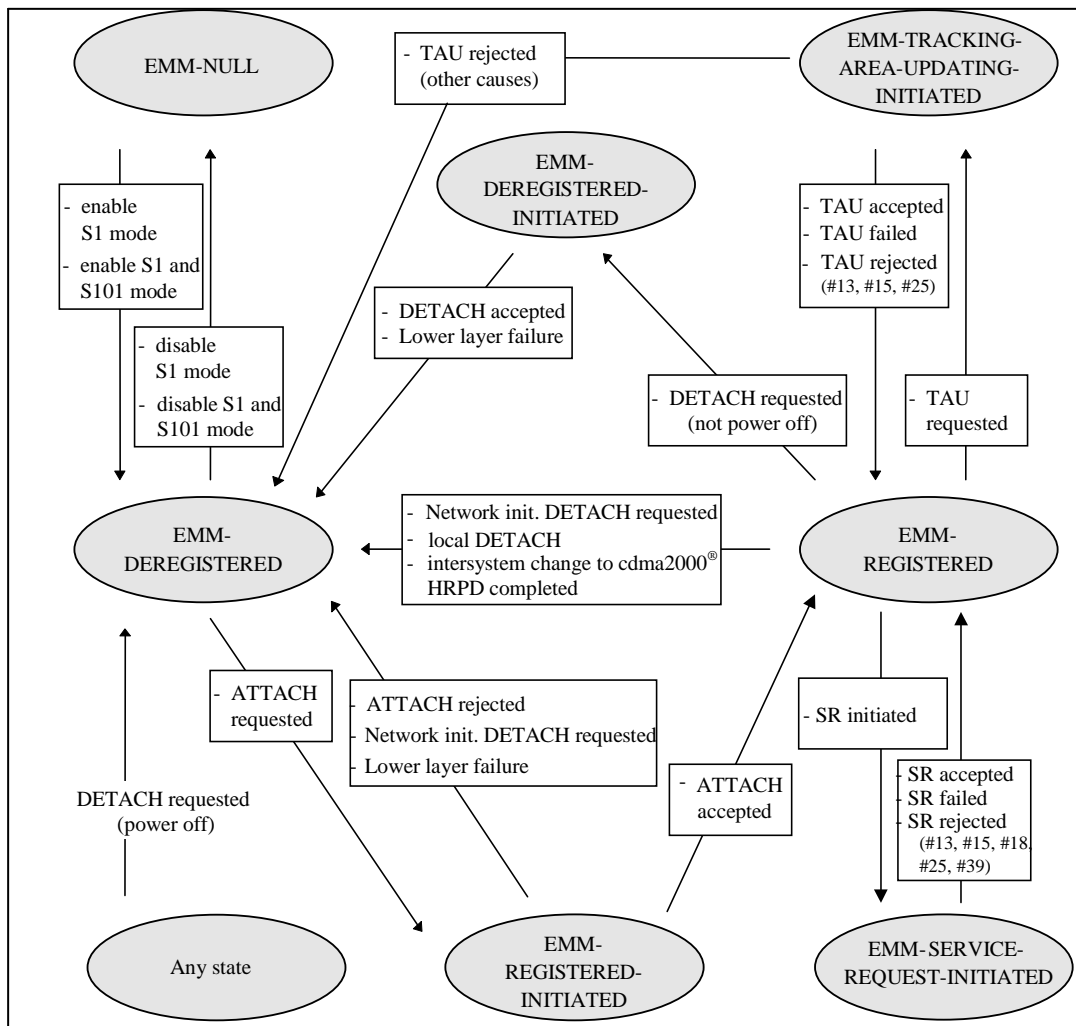 EMM-NULL
- TAU rejected
(other causes)
EMM-TRACKING-
AREA-UPDATING-
INITIATED
EMM-
DEREGISTERED-
INITIATED
- enable
S1 mode
- enable S1 and
S101 mode
- TAU accepted
- TAU failed
- TAU rejected
(#13, #15, #25)
- DETACH accepted
- Lower layer failure
- disable
S1 mode
- disable S1 and
S101 mode
- DETACH requested
(not power off)
- TAU
requested
EMM-
DEREGISTERED
- Network init. DETACH requested
- local DETACH
- intersystem change to cdma2000®
HRPD completed
EMM-
REGISTERED
- ATTACH
requested
- ATTACH rejected
- Network init. DETACH requested
- Lower layer failure
- SR initiated
DETACH requested
(power off)
- ATTACH
accepted
- SR accepted
- SR failed
- SR rejected
(#13, #15, #18,
#25, #39)
Any state
EMM-
REGISTERED-
INITIATED
EMM-SERVICE-
REQUEST-INITIATED